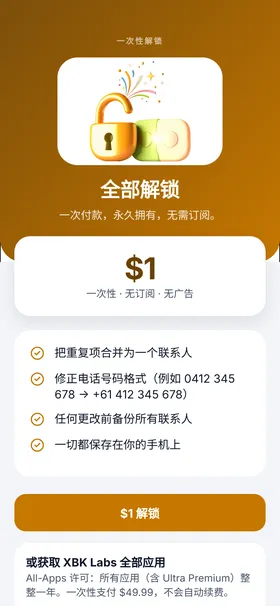 一次性解锁
全部解锁
一次付款，永久拥有，无需订阅。
$1
一次性 · 无订阅 · 无广告
把重复项合并为一个联系人
修正电话号码格式（例如 0412 345
678 → +61 412 345 678）
任何更改前备份所有联系人
一切都保存在你的手机上
$1 解锁
或获取 XBK Labs 全部应用
All-Apps 许可：所有应用（含 Ultra Premium）整
整一年。一次性支付 $49.99，不会自动续费。